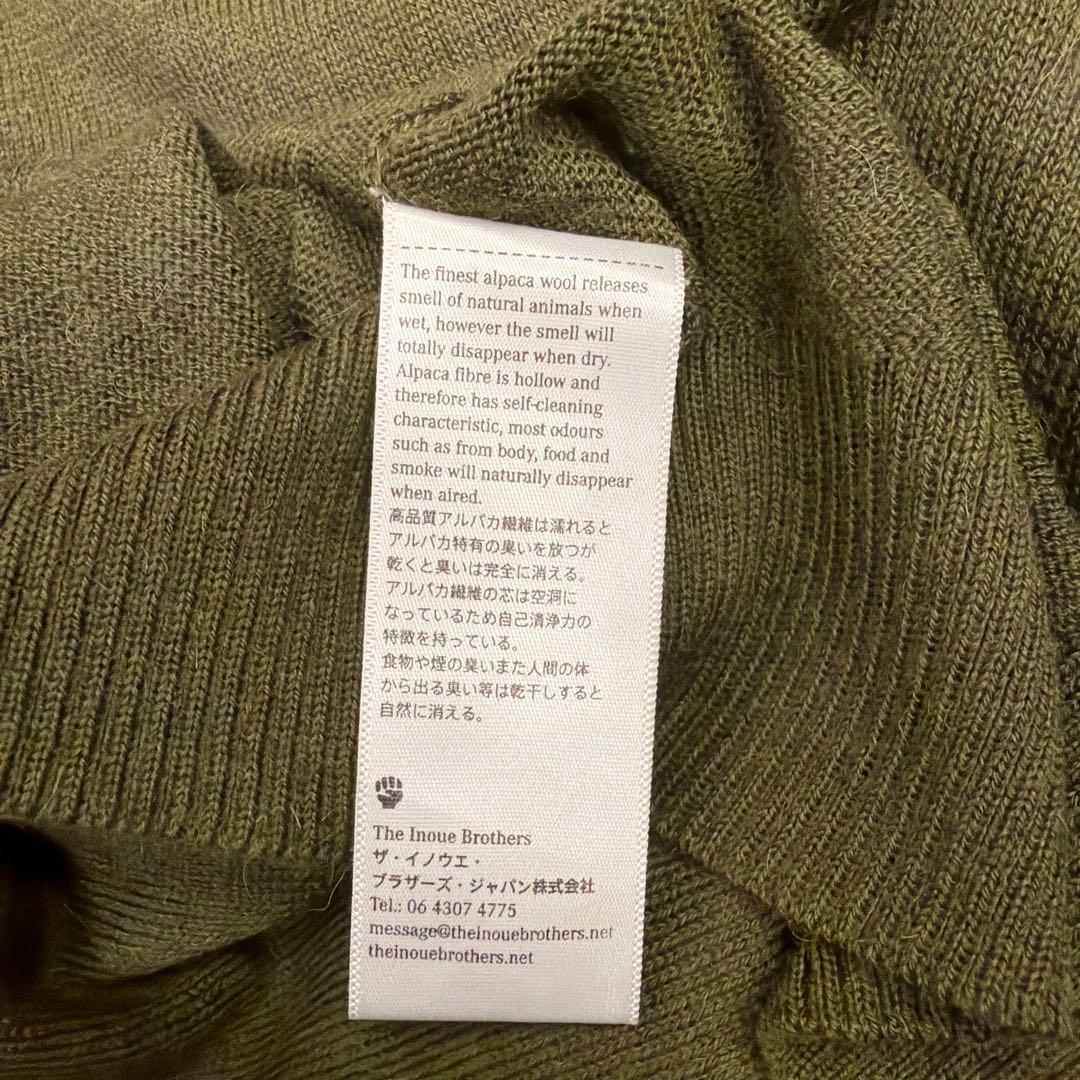 The finest alpaca wool releases
smell of natural animals when
wet, however the smell will
totally disappear when dry.
Alpaca fibre is hollow and
therefore has self-cleaning
characteristic, most odours
such as from body, food and
smoke will naturally disappear
when aired.
高品質アルパカ繊維は濡れると
アルパカ特有の臭いを放つが
乾くと臭いは完全に消える。
アルパカ繊維の芯は空洞に
なっているため自己清浄力の
特徴を持っている。
食物や煙の臭いまた人間の体
から出る臭い等は乾干しすると
自然に消える。
The Inoue Brothers
ザ・イノウエ・
ブラザーズ・ジャパン株式会社
Tel.: 06 4307 4775
message@theinouebrothers.net
theinouebrothers.net